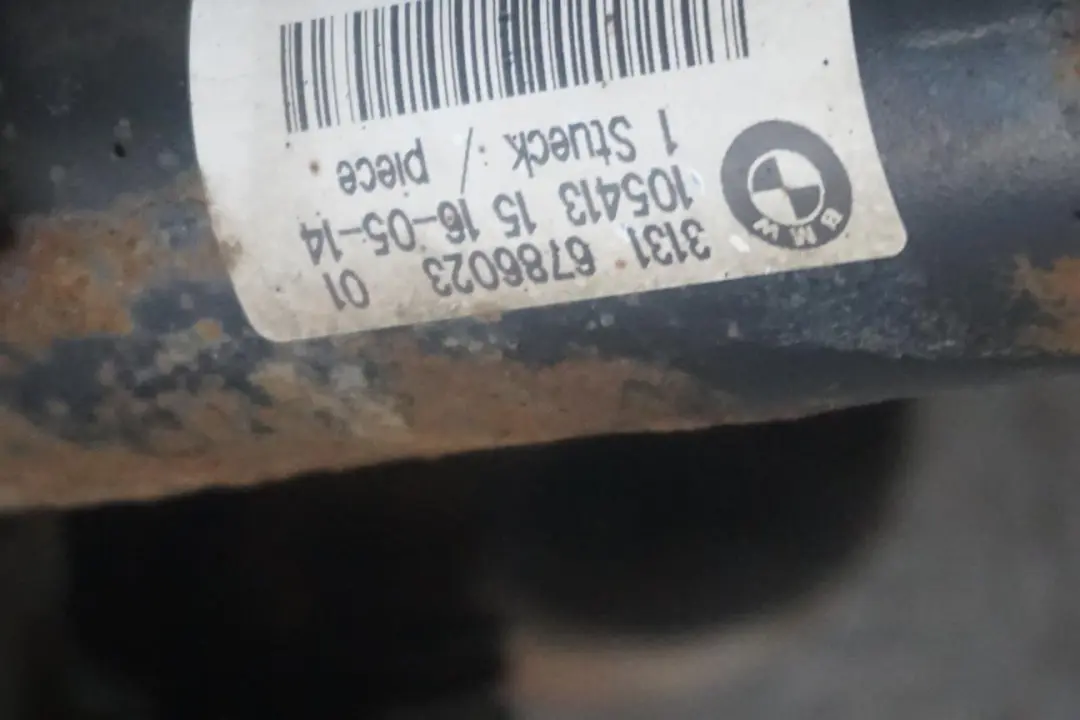 BMW
3131 6786023 01
105413 15 16-05-14
1 Stueck / piece